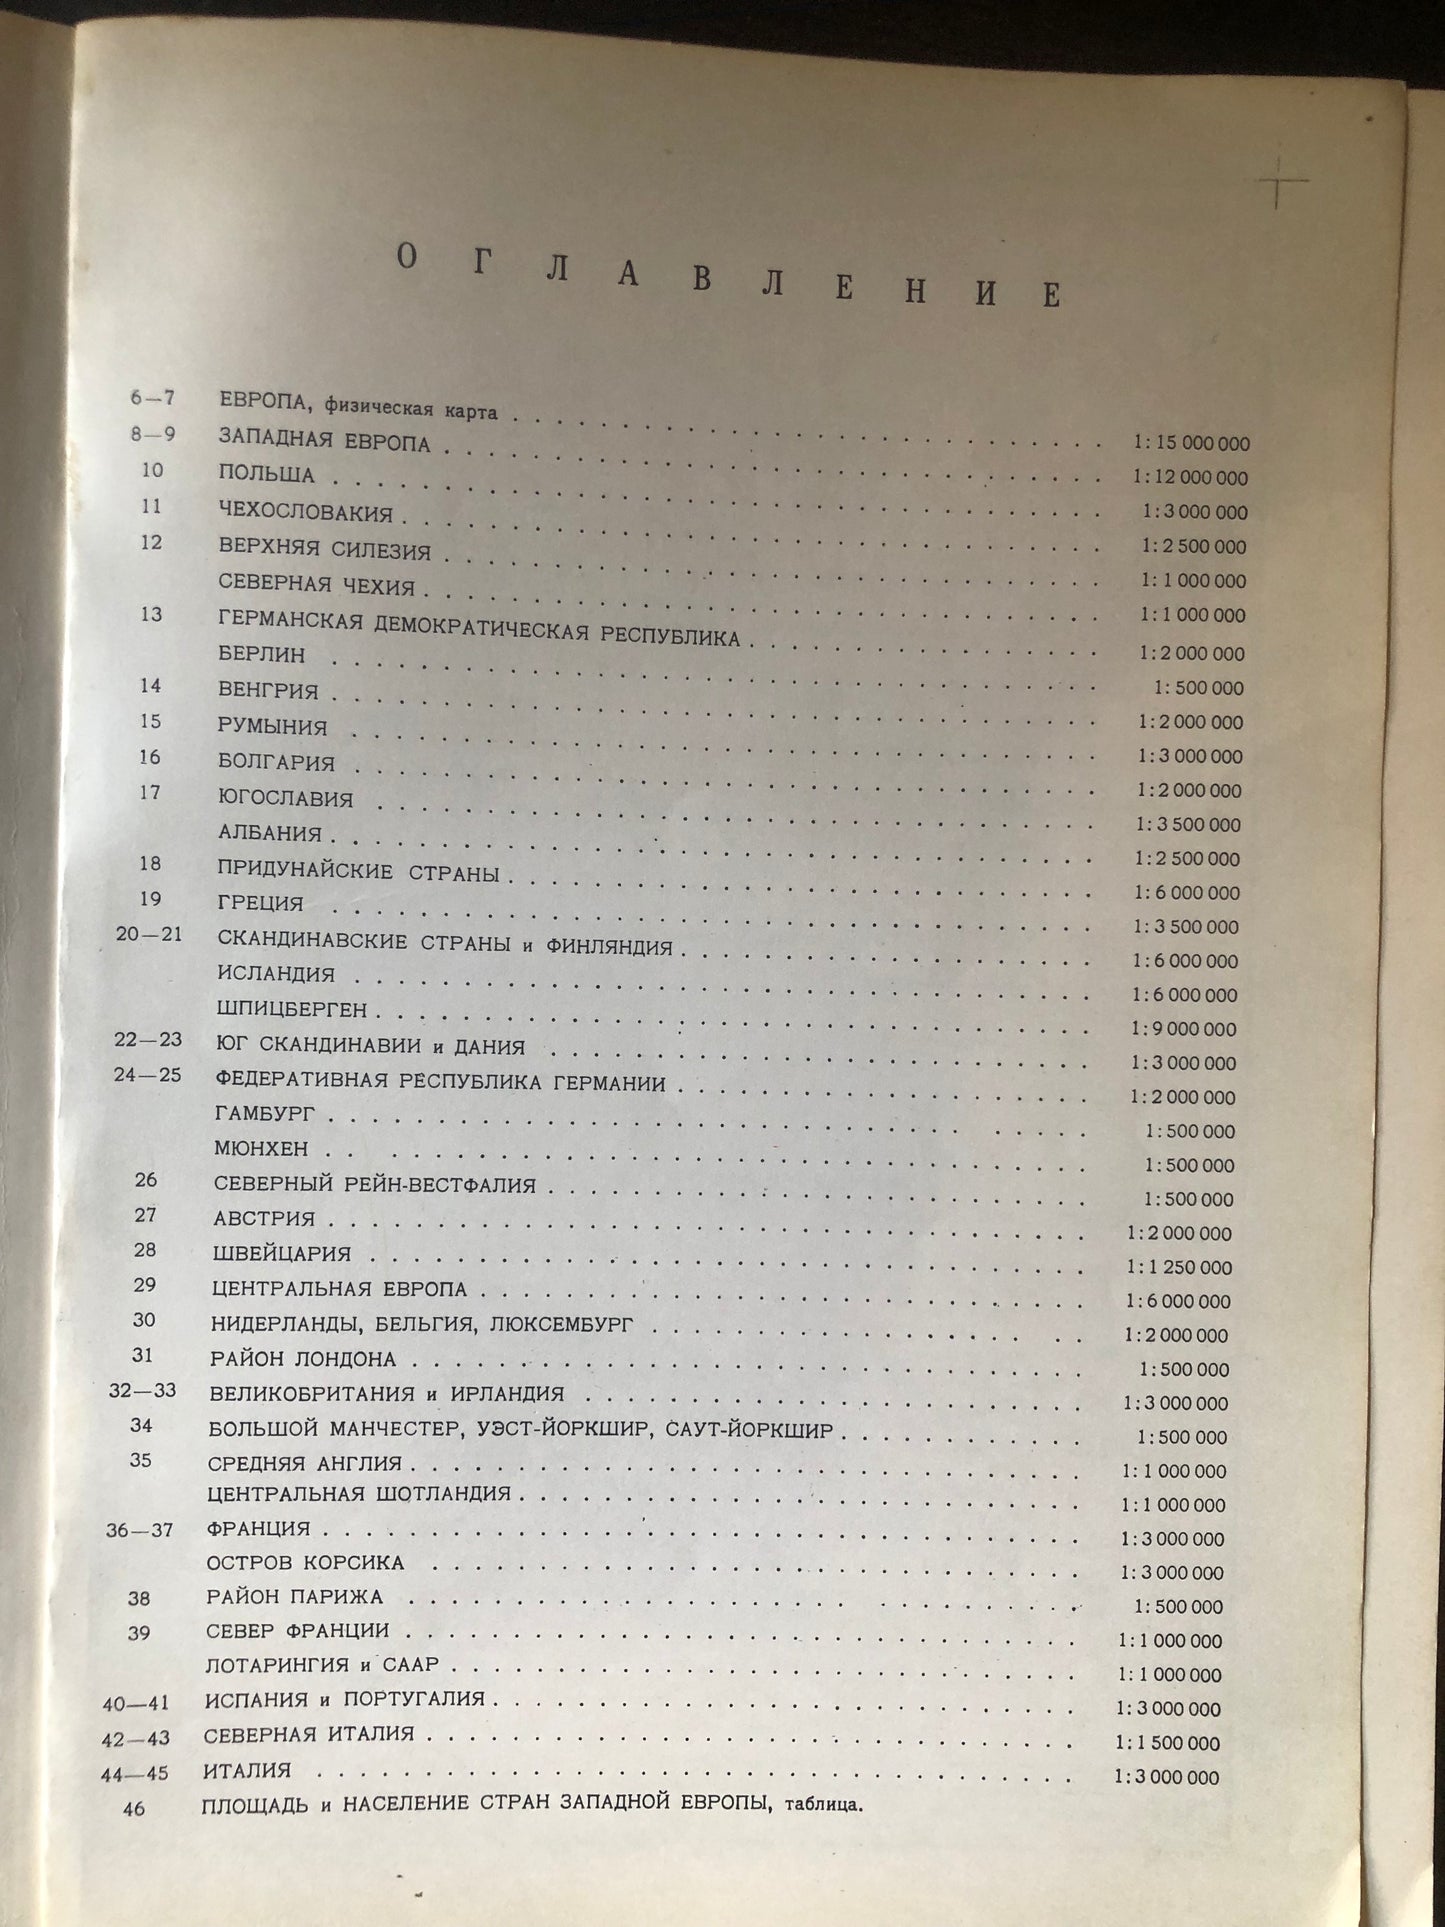 ОГЛАВЛЕНИЕ
6—7 ЕВРОПА, физическая карта . . . 1:15 000 000
8—9 ЗАПАДНАЯ ЕВРОПА . . . 1:12 000 000
10 ПОЛЬША . . . 1:3 000 000
11 ЧЕХОСЛОВАКИЯ . . . 1:2 500 000
12 ВЕРХНЯЯ СИЛЕЗИЯ . . . 1:1 000 000
СЕВЕРНАЯ ЧЕХИЯ . . . 1:1 000 000
13 ГЕРМАНСКАЯ ДЕМОКРАТИЧЕСКАЯ РЕСПУБЛИКА . . . 1:2 000 000
БЕРЛИН . . . 1:500 000
14 ВЕНГРИЯ . . . 1:2 000 000
15 РУМЫНИЯ . . . 1:3 000 000
16 БОЛГАРИЯ . . . 1:2 000 000
17 ЮГОСЛАВИЯ . . . 1:3 500 000
АЛБАНИЯ . . . 1:2 500 000
18 ПРИДУНАЙСКИЕ СТРАНЫ . . . 1:6 000 000
19 ГРЕЦИЯ . . . 1:3 500 000
20—21 СКАНДИНАВСКИЕ СТРАНЫ и ФИНЛЯНДИЯ . . . 1:6 000 000
ИСЛАНДИЯ . . . 1:6 000 000
ШПИЦБЕРГЕН . . . 1:9 000 000
22—23 ЮГ СКАНДИНАВИИ и ДАНИЯ . . . 1:3 000 000
24—25 ФЕДЕРАТИВНАЯ РЕСПУБЛИКА ГЕРМАНИИ . . . 1:2 000 000
ГАМБУРГ . . . 1:500 000
МЮНХЕН . . . 1:500 000
26 СЕВЕРНЫЙ РЕЙН-ВЕСТФАЛИЯ . . . 1:500 000
27 АВСТРИЯ . . . 1:2 000 000
28 ШВЕЙЦАРИЯ . . . 1:1 250 000
29 ЦЕНТРАЛЬНАЯ ЕВРОПА . . . 1:6 000 000
30 НИДЕРЛАНДЫ, БЕЛЬГИЯ, ЛЮКСЕМБУРГ . . . 1:2 000 000
31 РАЙОН ЛОНДОНА . . . 1:500 000
32—33 ВЕЛИКОБРИТАНИЯ и ИРЛАНДИЯ . . . 1:3 000 000
34 БОЛЬШОЙ МАНЧЕСТЕР, УЭСТ-ЙОРКШИР, САУТ-ЙОРКШИР . . . 1:500 000
35 СРЕДНЯЯ АНГЛИЯ . . . 1:1 000 000
ЦЕНТРАЛЬНАЯ ШОТЛАНДИЯ . . . 1:1 000 000
36—37 ФРАНЦИЯ . . . 1:3 000 000
ОСТРОВ КОРСИКА . . . 1:3 000 000
38 РАЙОН ПАРИЖА . . . 1:500 000
39 СЕВЕР ФРАНЦИИ . . . 1:1 000 000
ЛОТАРИНГИЯ и СААР . . . 1:1 000 000
40—41 ИСПАНИЯ и ПОРТУГАЛИЯ . . . 1:3 000 000
42—43 СЕВЕРНАЯ ИТАЛИЯ . . . 1:1 500 000
44—45 ИТАЛИЯ . . . 1:3 000 000
46 ПЛОЩАДЬ и НАСЕЛЕНИЕ СТРАН ЗАПАДНОЙ ЕВРОПЫ, таблица.